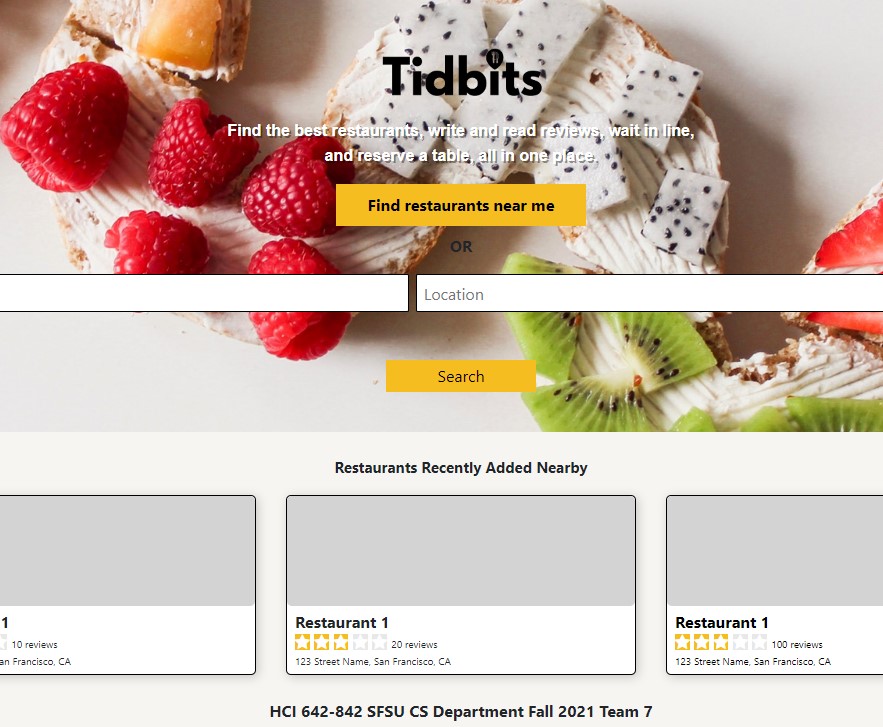 Tidbits
Find the best restaurants, write and read reviews, wait in line,
and reserve a table, all in one place.
Find restaurants near me
OR
Location
Search
Restaurants Recently Added Nearby
1
10 reviews
an Francisco, CA
Restaurant 1
20 reviews
123 Street Name, San Francisco, CA
Restaurant 1
100 reviews
123 Street Name, San Francisco, CA
HCI 642-842 SFSU CS Department Fall 2021 Team 7